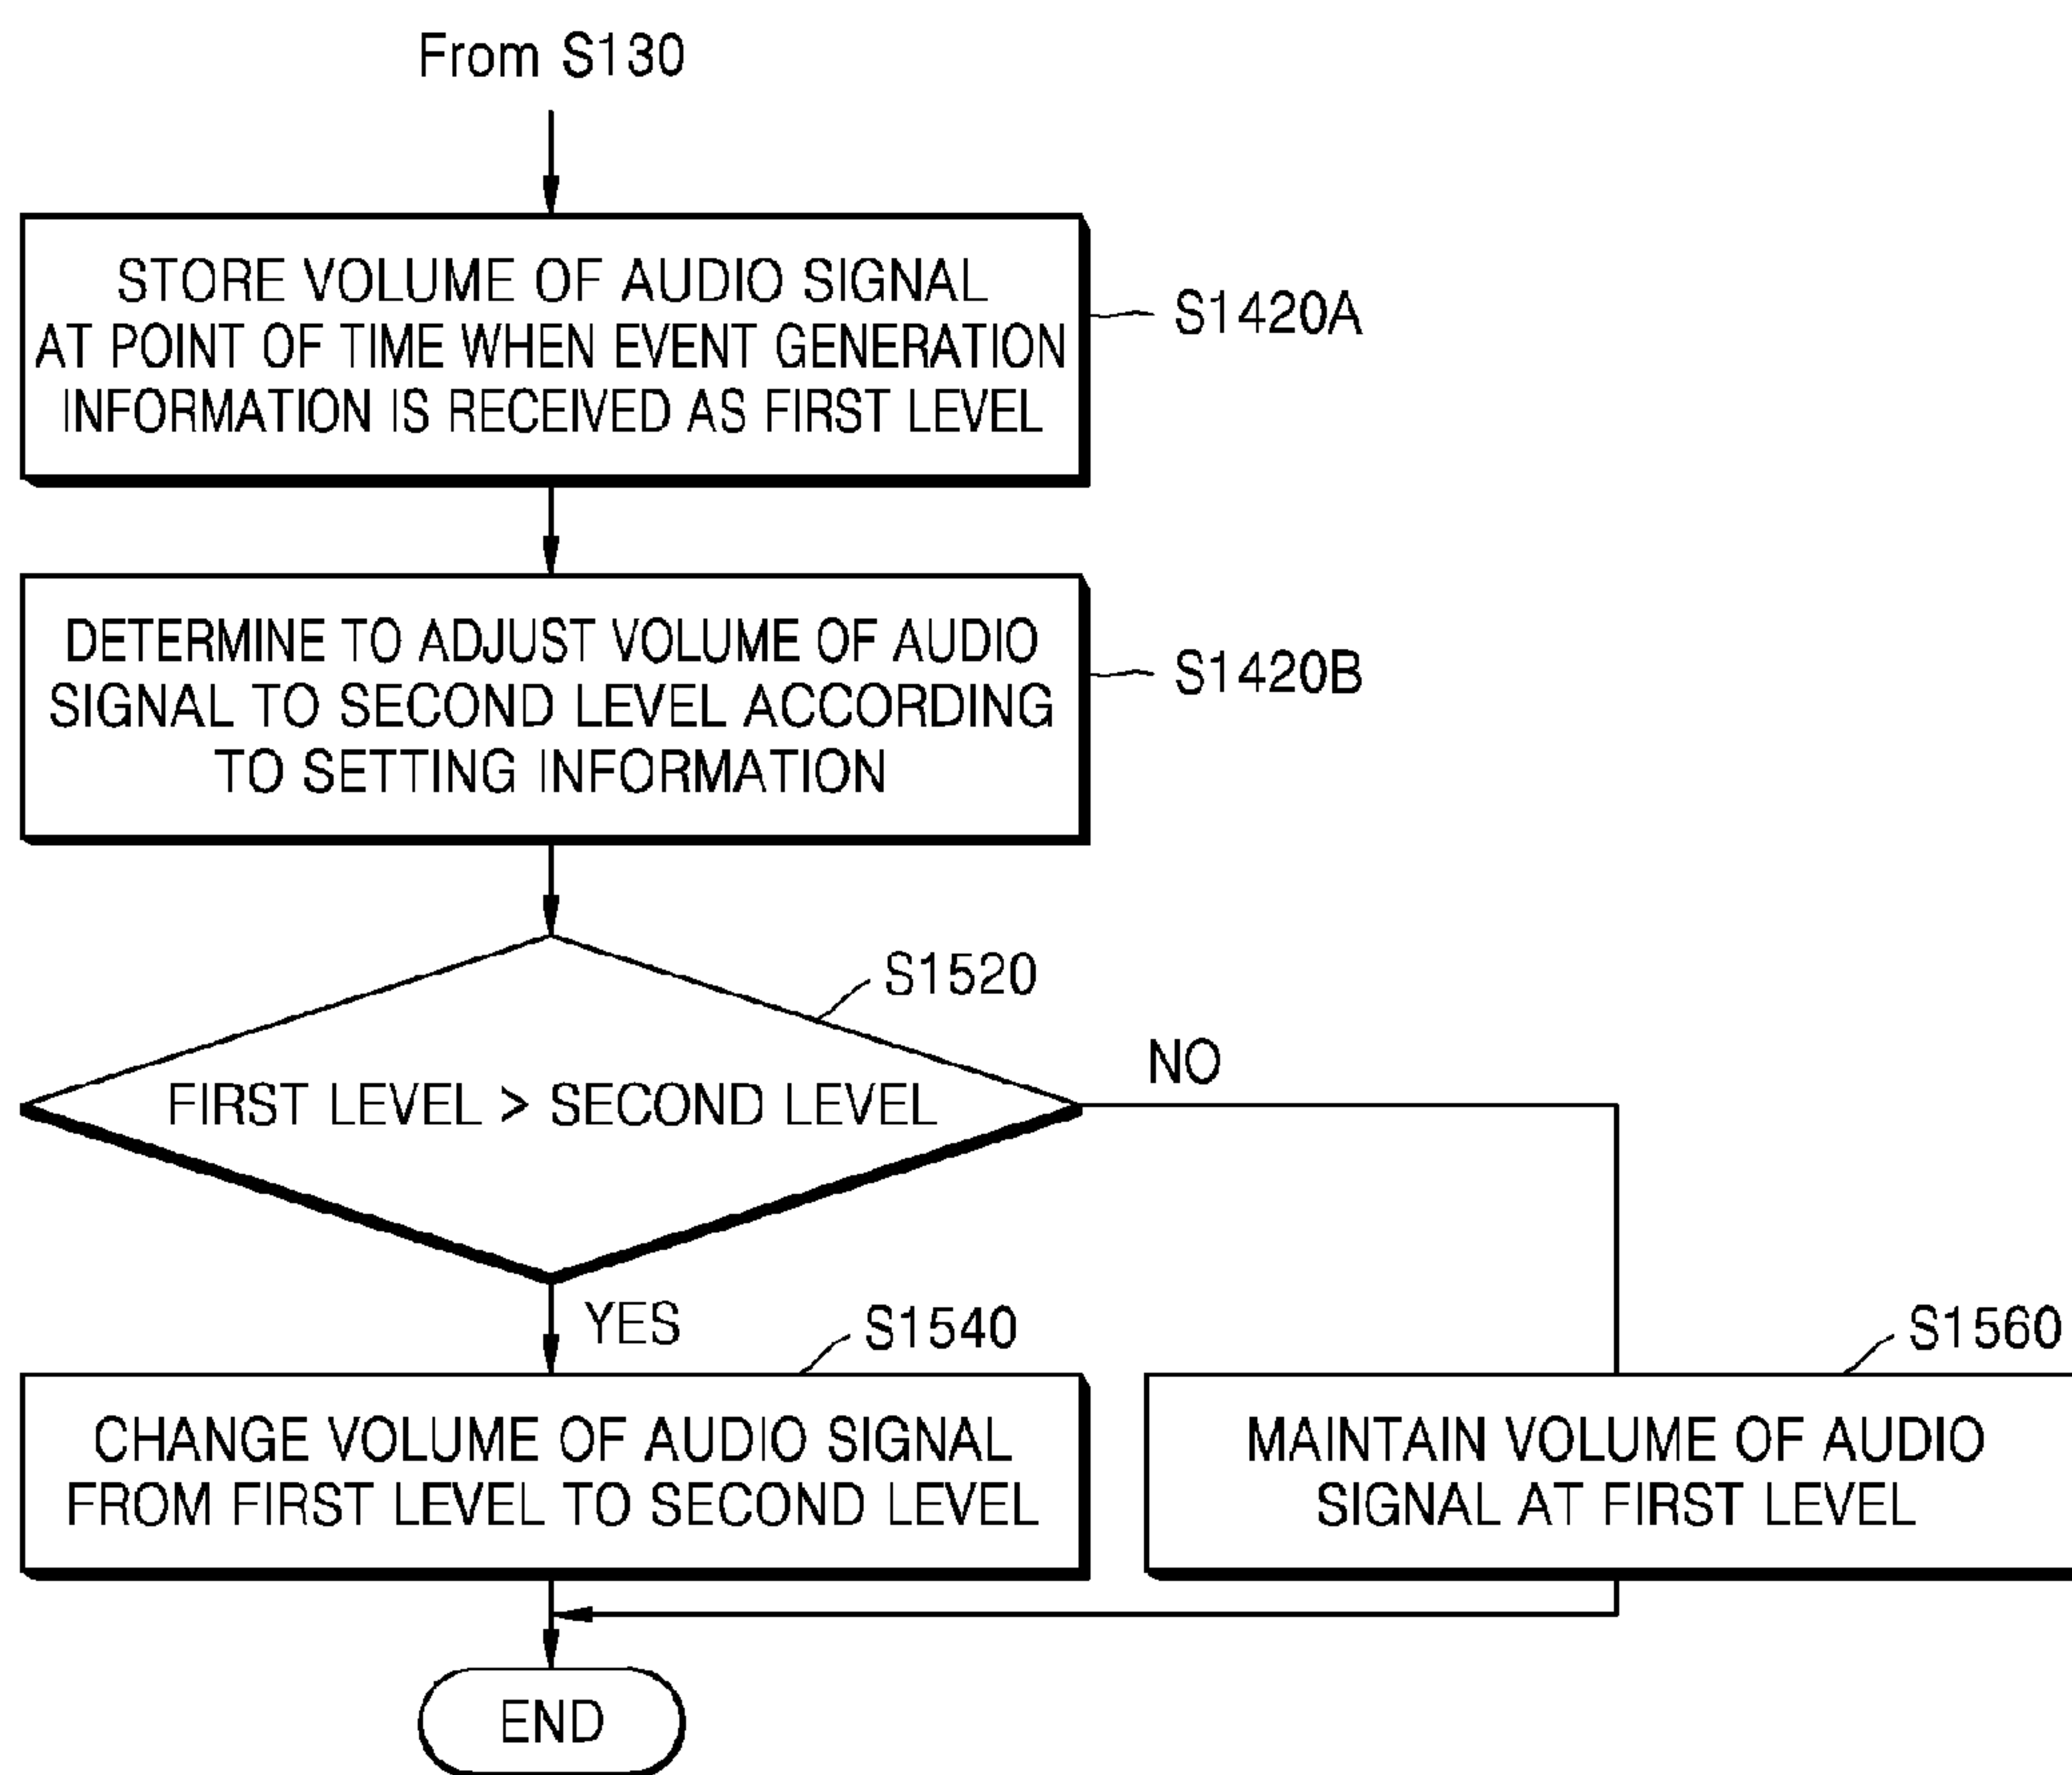 From S130
STORE VOLUME OF AUDIO SIGNAL
AT POINT OF TIME WHEN EVENT GENERATION
INFORMATION IS RECEIVED AS FIRST LEVEL
S1420A
DETERMINE TO ADJUST VOLUME OF AUDIO
SIGNAL TO SECOND LEVEL ACCORDING
TO SETTING INFORMATION
S1420B
S1520
FIRST LEVEL > SECOND LEVEL
NO
YES
S1540
CHANGE VOLUME OF AUDIO SIGNAL
FROM FIRST LEVEL TO SECOND LEVEL
S1560
MAINTAIN VOLUME OF AUDIO
SIGNAL AT FIRST LEVEL
END